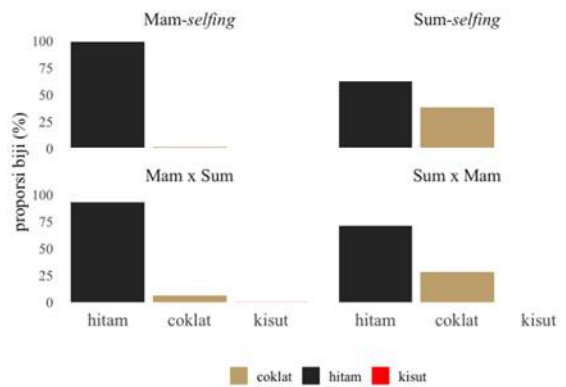 Mam-selfing
Sum-selfing
100
75
50
25
0
proporsi biji (%)
Mam x Sum
Sum x Mam
100
75
50
25
0
hitam coklat kisut
hitam coklat kisut
coklat hitam kisut